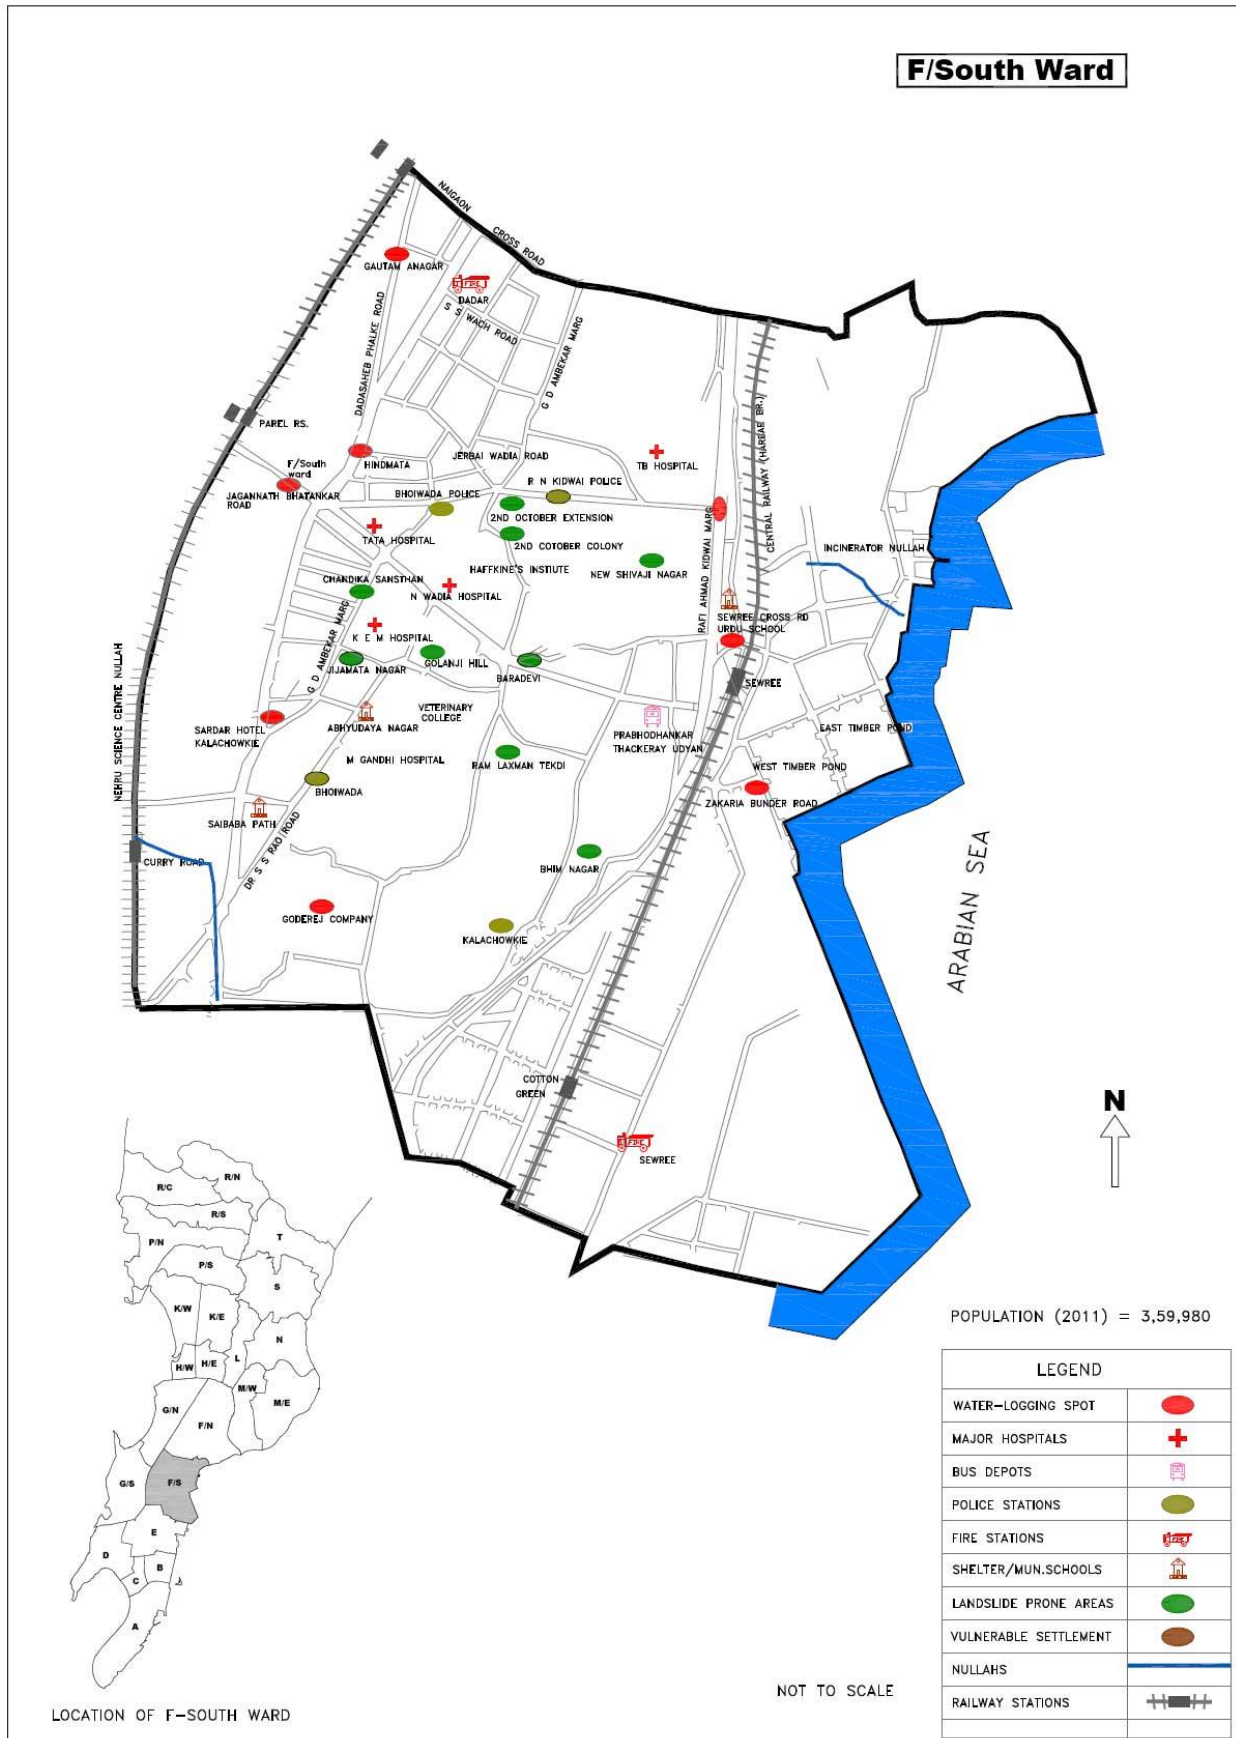 F/South Ward
NAIGAON
CROSS ROAD
GAUTAM ANAGAR
DADAR
S S WACH ROAD
DADASAHEB PHALKE ROAD
G D AMBEKAR MARG
PAREL RS.
HINDMATA
F/South
ward
JAGANNATH BHATANKAR
ROAD
JERBAI WADIA ROAD
TB HOSPITAL
R N KIDWAI POLICE
BHOIWADA POLICE
2ND OCTOBER EXTENSION
TATA HOSPITAL
2ND COTOBER COLONY
RAFI AHMAD KIDWAI MARG
CENTRAL RAILWAY (HARBAB BR.)
INCINERATOR NULLAH
HAFFKINE'S INSTIUTE
NEW SHIVAJI NAGAR
CHANDIKA SANSTHAN
N WADIA HOSPITAL
SEWREE CROSS RD
URDU SCHOOL
K E M HOSPITAL
G D AMBEKAR MARG
JIJAMATA NAGAR
GOLANJI HILL
BARADEVI
SEWREE
NEHRU SCIENCE CENTRE NULLAH
SARDAR HOTEL
KALACHOWKIE
ABHYUDAYA NAGAR
VETERINARY
COLLEGE
PRABHODHANKAR
THACKERAY UDYAN
EAST TIMBER POND
M GANDHI HOSPITAL
RAM LAXMAN TEKDI
WEST TIMBER POND
BHOIWADA
ZAKARIA BUNDER ROAD
SAIBABA PATH
DR S S RAO ROAD
CURRY ROAD
BHIM NAGAR
ARABIAN SEA
GODEREJ COMPANY
KALACHOWKIE
COTTON
GREEN
FIRE
SEWREE
N
R/C
R/N
R/S
T
P/N
P/S
S
K/W
K/E
N
H/W
H/E
L
M/W
M/E
G/N
F/N
G/S
F/S
E
D
B
C
A
LOCATION OF F-SOUTH WARD
NOT TO SCALE
POPULATION (2011) = 3,59,980
LEGEND
WATER-LOGGING SPOT
MAJOR HOSPITALS
BUS DEPOTS
POLICE STATIONS
FIRE STATIONS
SHELTER/MUN.SCHOOLS
LANDSLIDE PRONE AREAS
VULNERABLE SETTLEMENT
NULLAHS
RAILWAY STATIONS